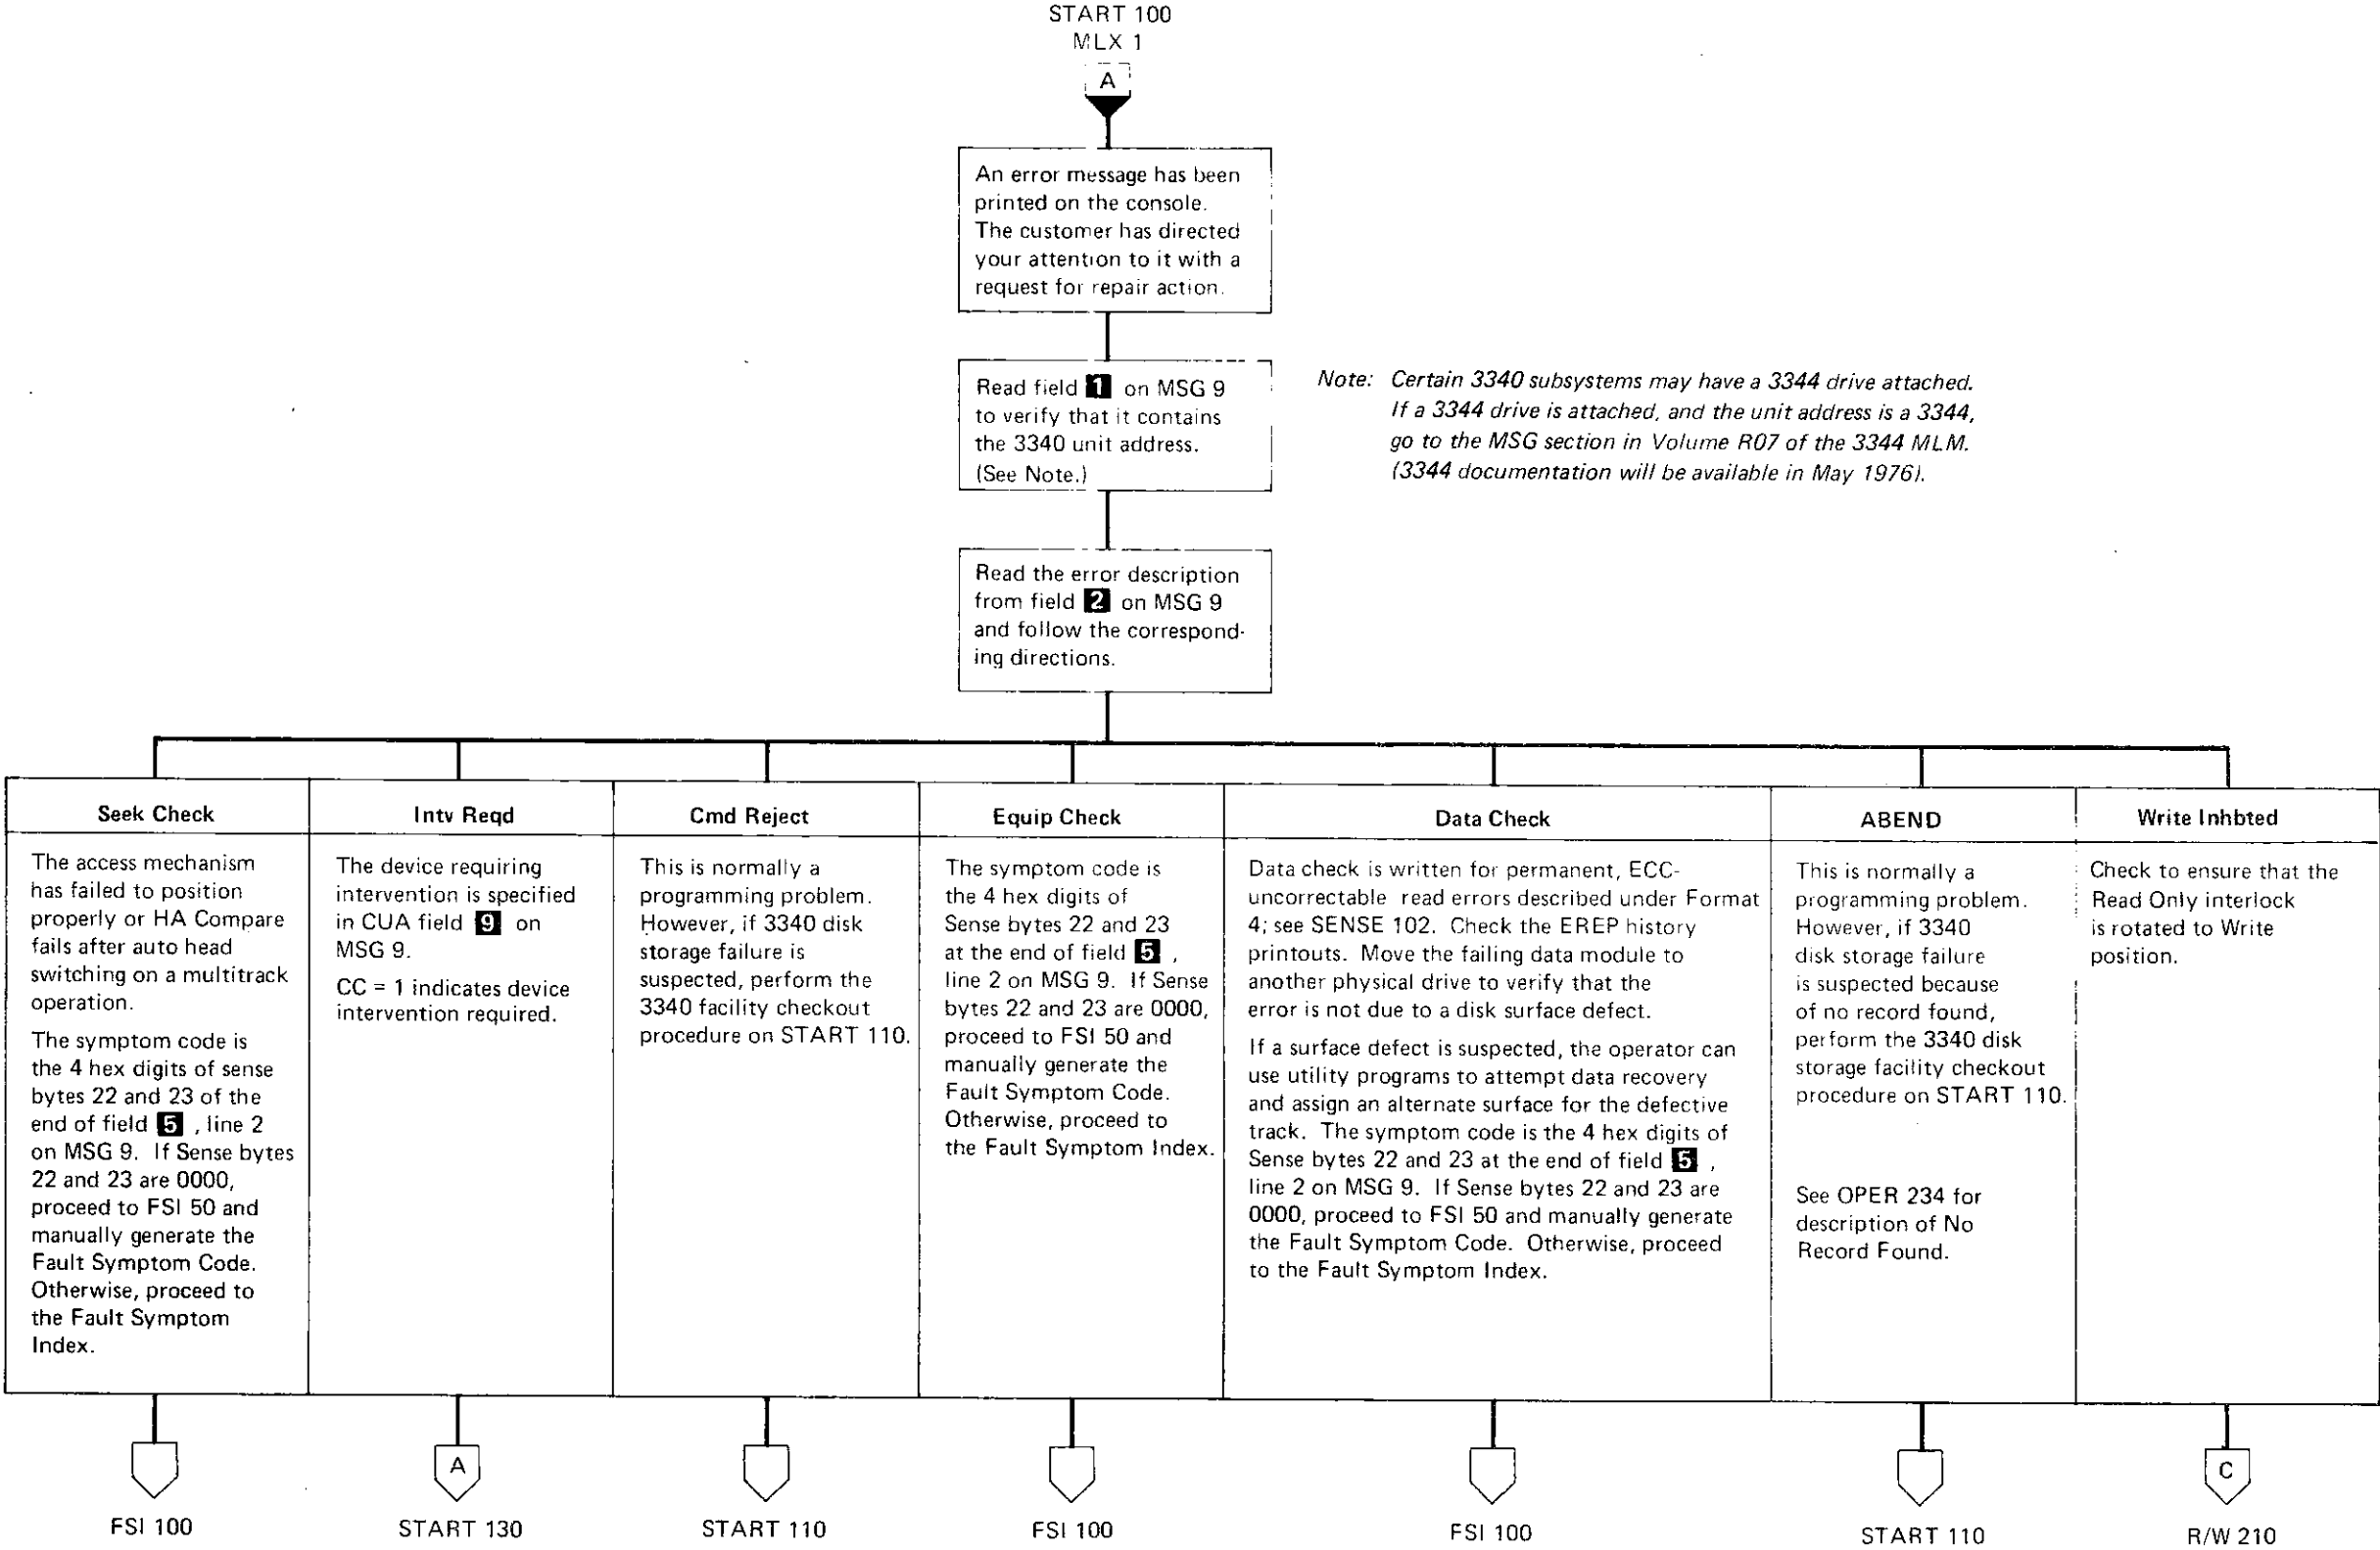 START 100
MLX 1
A
An error message has been
printed on the console.
The customer has directed
your attention to it with a
request for repair action.
Read field 1 on MSG 9
to verify that it contains
the 3340 unit address.
(See Note.)
Note: Certain 3340 subsystems may have a 3344 drive attached.
If a 3344 drive is attached, and the unit address is a 3344,
go to the MSG section in Volume R07 of the 3344 MLM.
(3344 documentation will be available in May 1976).
Read the error description
from field 2 on MSG 9
and follow the correspond-
ing directions.
Seek Check
The access mechanism
has failed to position
properly or HA Compare
fails after auto head
switching on a multitrack
operation.
The symptom code is
the 4 hex digits of sense
bytes 22 and 23 of the
end of field 5 , line 2
on MSG 9. If Sense bytes
22 and 23 are 0000,
proceed to FSI 50 and
manually generate the
Fault Symptom Code.
Otherwise, proceed to
the Fault Symptom
Index.
FSI 100
Intv Reqd
The device requiring
intervention is specified
in CUA field 9 on
MSG 9.
CC = 1 indicates device
intervention required.
A
START 130
Cmd Reject
This is normally a
programming problem.
However, if 3340 disk
storage failure is
suspected, perform the
3340 facility checkout
procedure on START 110.
START 110
Equip Check
The symptom code is
the 4 hex digits of
Sense bytes 22 and 23
at the end of field 5 ,
line 2 on MSG 9. If Sense
bytes 22 and 23 are 0000,
proceed to FSI 50 and
manually generate the
Fault Symptom Code.
Otherwise, proceed to
the Fault Symptom Index.
FSI 100
Data Check
Data check is written for permanent, ECC-
uncorrectable read errors described under Format
4; see SENSE 102. Check the EREP history
printouts. Move the failing data module to
another physical drive to verify that the
error is not due to a disk surface defect.
If a surface defect is suspected, the operator can
use utility programs to attempt data recovery
and assign an alternate surface for the defective
track. The symptom code is the 4 hex digits of
Sense bytes 22 and 23 at the end of field 5 ,
line 2 on MSG 9. If Sense bytes 22 and 23 are
0000, proceed to FSI 50 and manually generate
the Fault Symptom Code. Otherwise, proceed
to the Fault Symptom Index.
FSI 100
ABEND
This is normally a
programming problem.
However, if 3340
disk storage failure
is suspected because
of no record found,
perform the 3340 disk
storage facility checkout
procedure on START 110.
See OPER 234 for
description of No
Record Found.
START 110
Write Inhbted
Check to ensure that the
Read Only interlock
is rotated to Write
position.
C
R/W 210